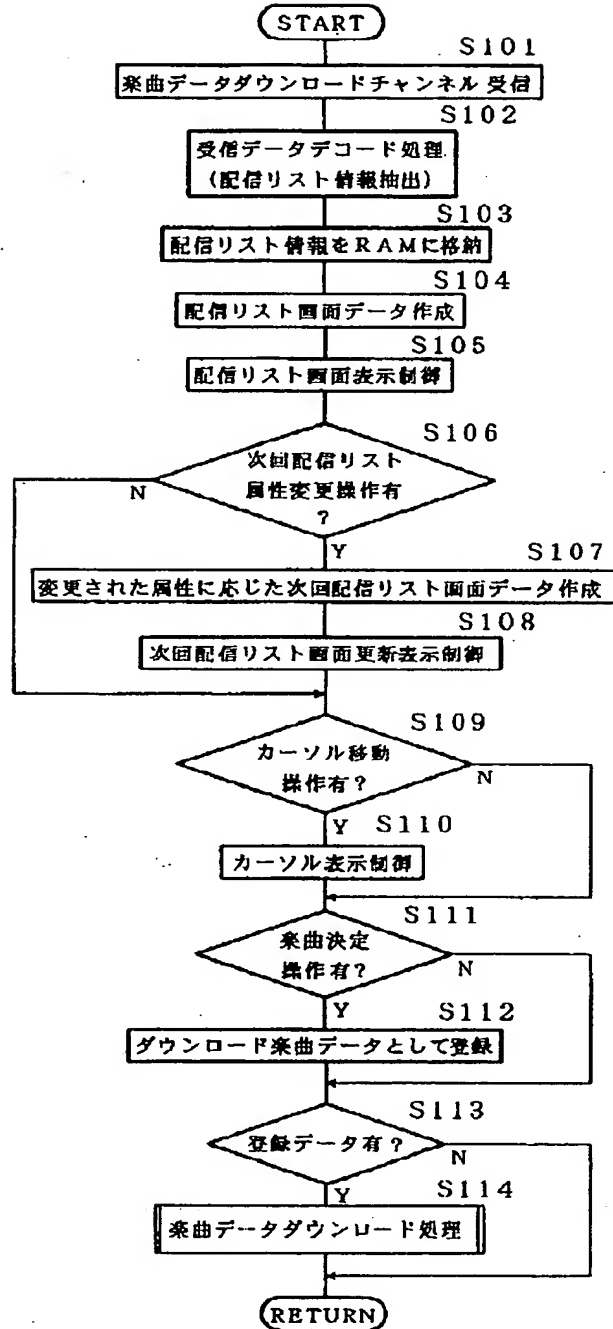 START
S101
楽曲データダウンロードチャンネル受信
S102
受信データデコード処理
(配信リスト情報抽出)
S103
配信リスト情報をRAMに格納
S104
配信リスト画面データ作成
S105
配信リスト画面表示制御
S106
次回配信リスト
属性変更操作有
?
N
Y
S107
変更された属性に応じた次回配信リスト画面データ作成
S108
次回配信リスト画面更新表示制御
S109
カーソル移動
操作有?
N
Y
S110
カーソル表示制御
S111
楽曲決定
操作有?
N
Y
S112
ダウンロード楽曲データとして登録
S113
登録データ有?
N
Y
S114
楽曲データダウンロード処理
RETURN